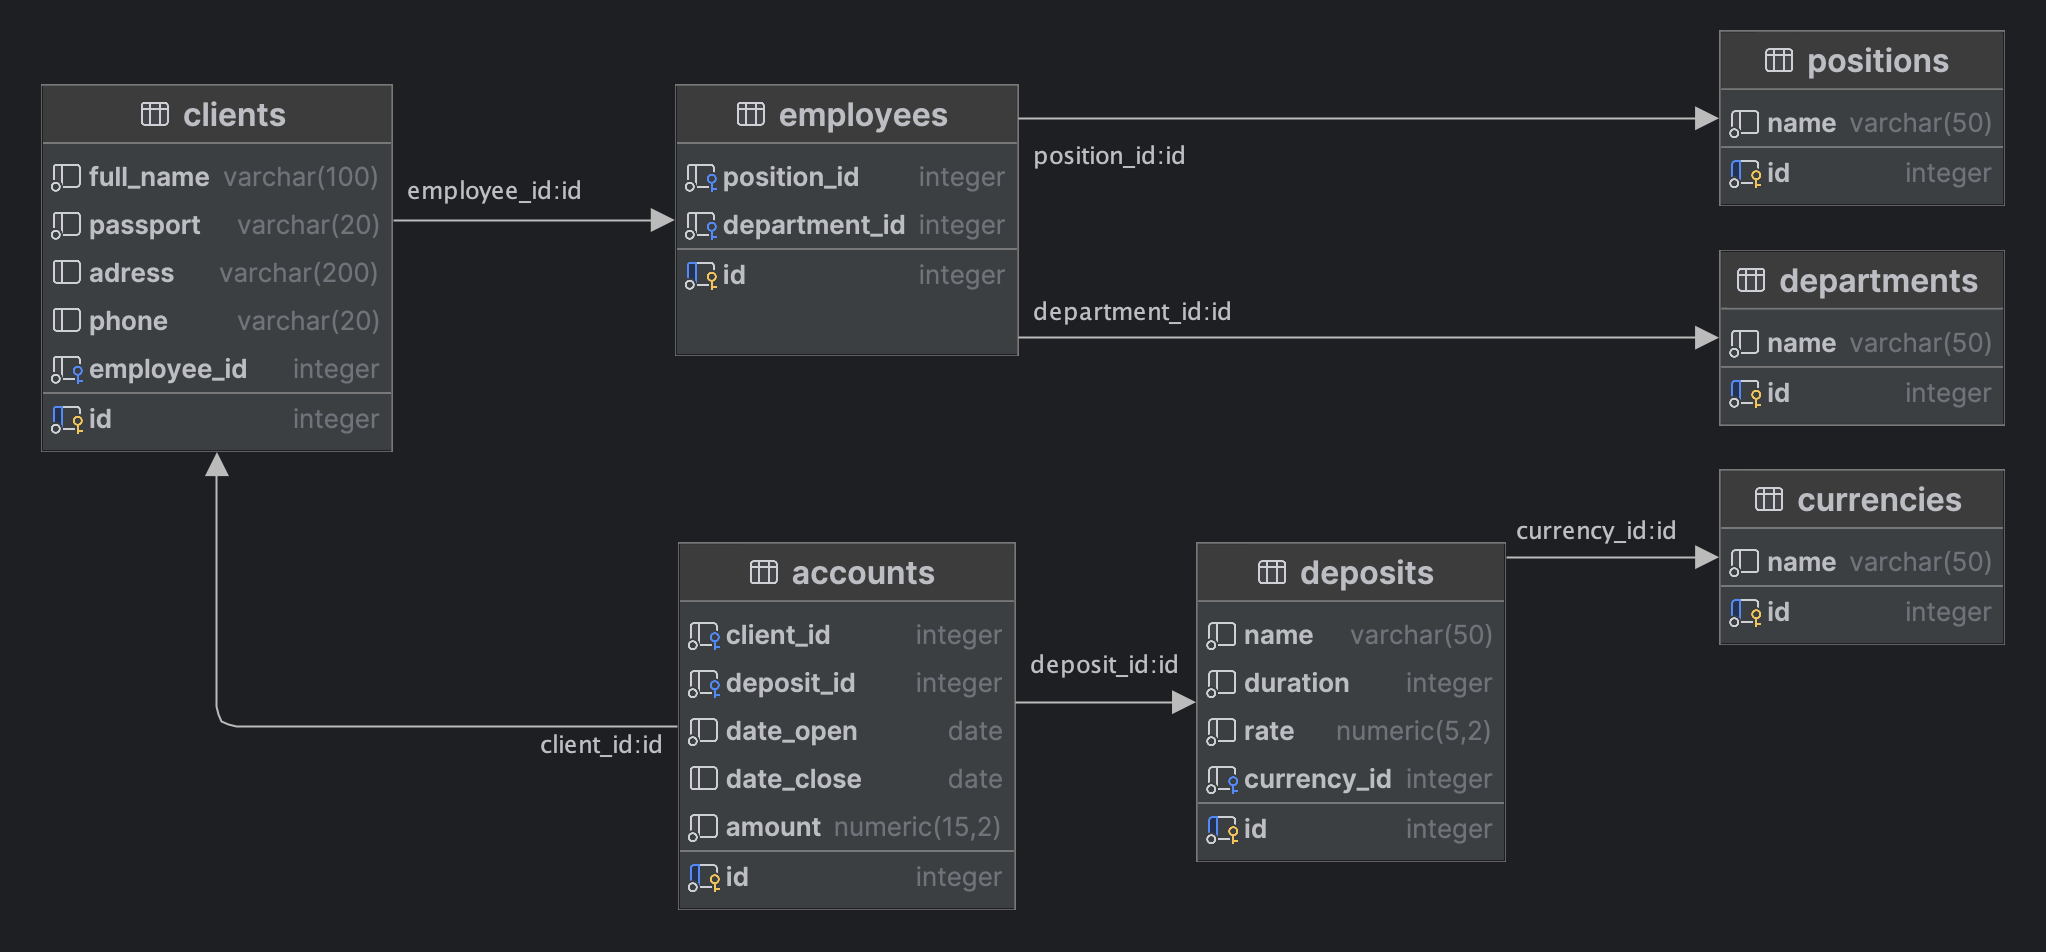 clients
full_name varchar(100)
passport varchar(20)
adress varchar(200)
phone varchar(20)
employee_id integer
id integer
employee_id:id
employees
position_id integer
department_id integer
id integer
position_id:id
department_id:id
positions
name varchar(50)
id integer
departments
name varchar(50)
id integer
currencies
name varchar(50)
id integer
client_id:id
accounts
client_id integer
deposit_id integer
date_open date
date_close date
amount numeric(15,2)
id integer
deposit_id:id
deposits
name varchar(50)
duration integer
rate numeric(5,2)
currency_id integer
id integer
currency_id:id